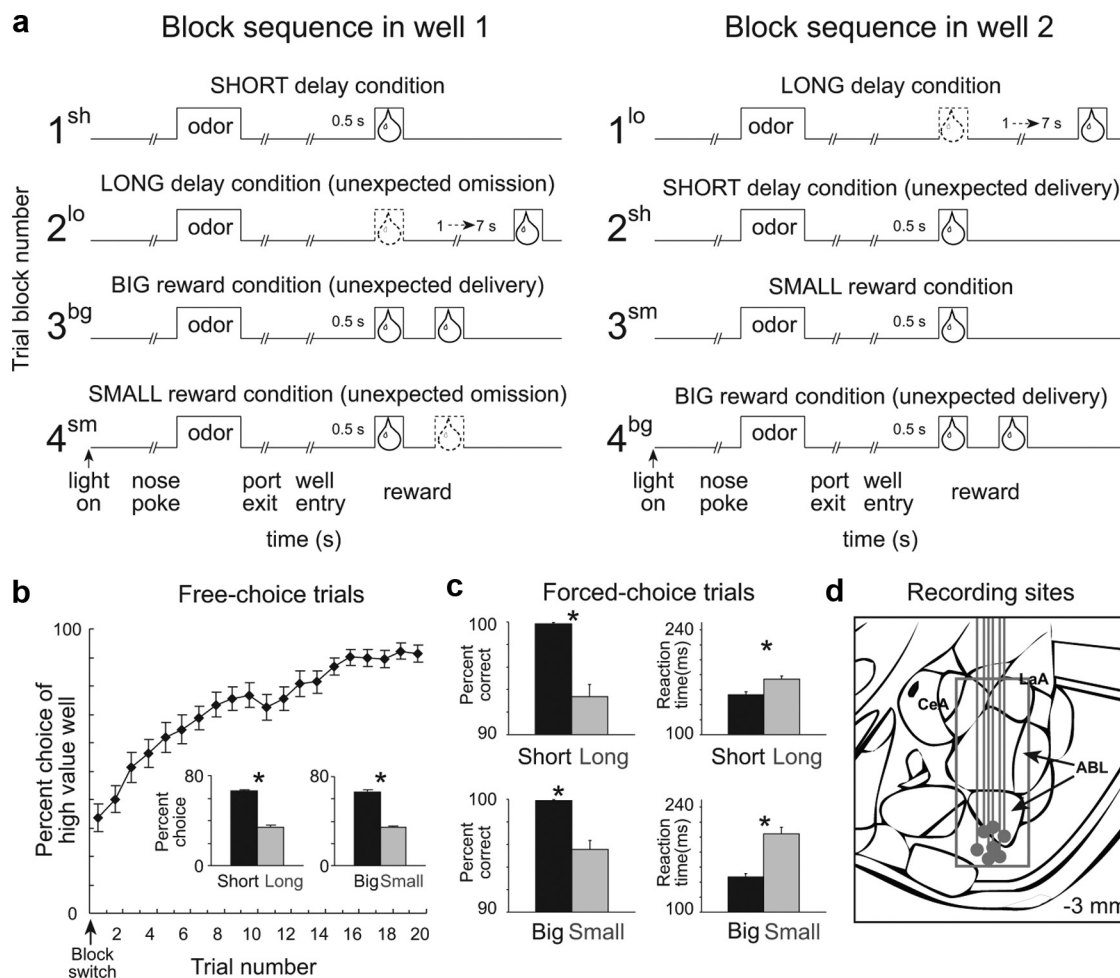 a
Block sequence in well 1
SHORT delay condition
1sh
odor
0.5 s
LONG delay condition (unexpected omission)
2lo
odor
1 7 s
BIG reward condition (unexpected delivery)
3bg
odor
0.5 s
SMALL reward condition (unexpected omission)
4sm
odor
0.5 s
Trial block number
light on
nose poke
port exit
well entry
reward
time (s)
Block sequence in well 2
LONG delay condition
1lo
odor
1 7 s
SHORT delay condition (unexpected delivery)
2sh
odor
0.5 s
SMALL reward condition
3sm
odor
0.5 s
BIG reward condition (unexpected delivery)
4bg
odor
0.5 s
light on
nose poke
port exit
well entry
reward
time (s)
b
Free-choice trials
Percent choice of
high value well
100
0
80
0
Percent
choice
*
Short Long
80
0
*
Big Small
2 4 6 8 10 12 14 16 18 20
Block
switch
Trial number
c
Forced-choice trials
Percent
correct
100
90
*
Short Long
Reaction
time(ms)
240
100
*
Short Long
Percent
correct
100
90
*
Big Small
Reaction
time(ms)
240
100
*
Big Small
d
Recording sites
LaA
CeA
ABL
-3 mm